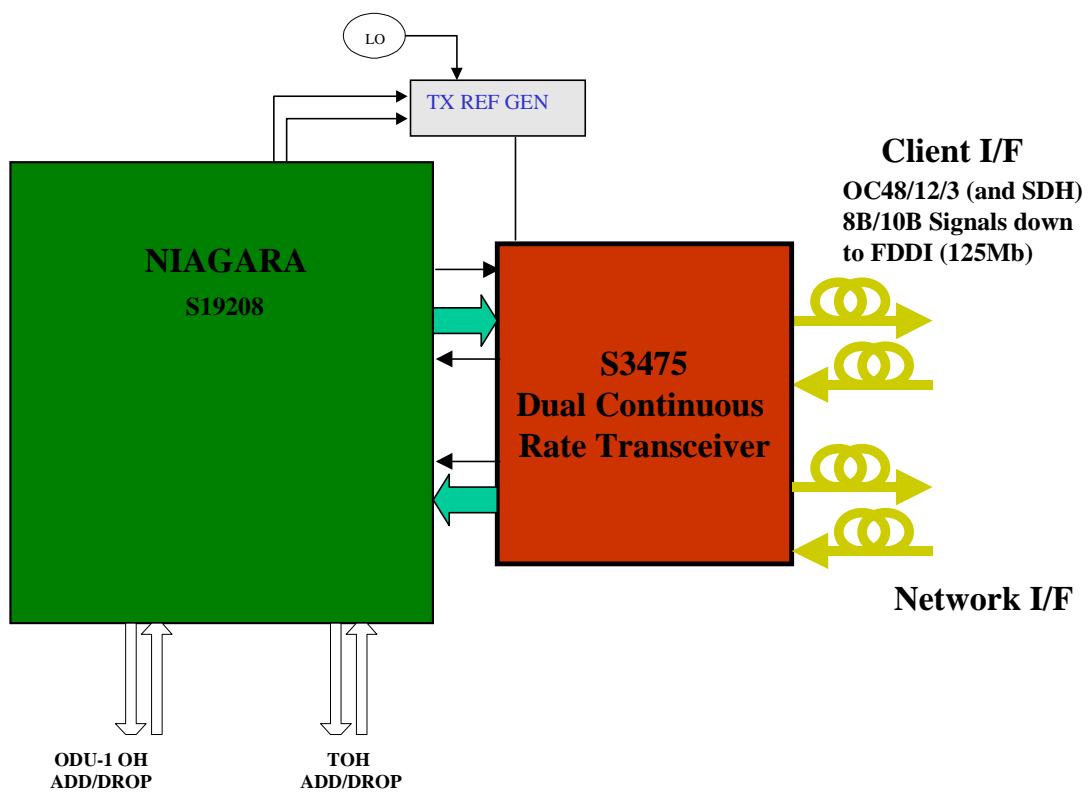 LO
TX REF GEN
Client I/F
OC48/12/3 (and SDH)
8B/10B Signals down
to FDDI (125Mb)
NIAGARA
S19208
S3475
Dual Continuous
Rate Transceiver
Network I/F
ODU-1 OH
ADD/DROP
TOH
ADD/DROP